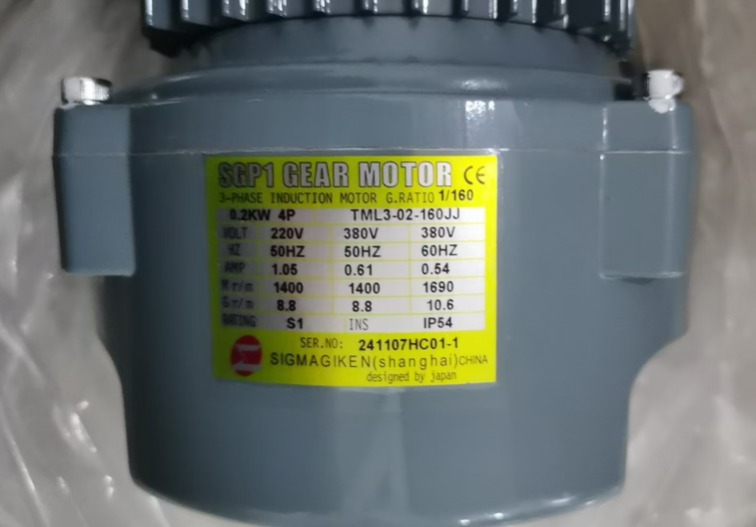 SGP1 GEAR MOTOR CE
3-PHASE INDUCTION MOTOR G.RATIO 1/160
0.2KW 4P TML3-02-160JJ
VOLT 220V 380V 380V
HZ 50HZ 50HZ 60HZ
AMP 1.05 0.61 0.54
M r/m 1400 1400 1690
G.r/m 8.8 8.8 10.6
RATING S1 INS IP54
SER.NO: 241107HC01-1
SIGMAGIKEN(shanghai)CHINA
designed by japan